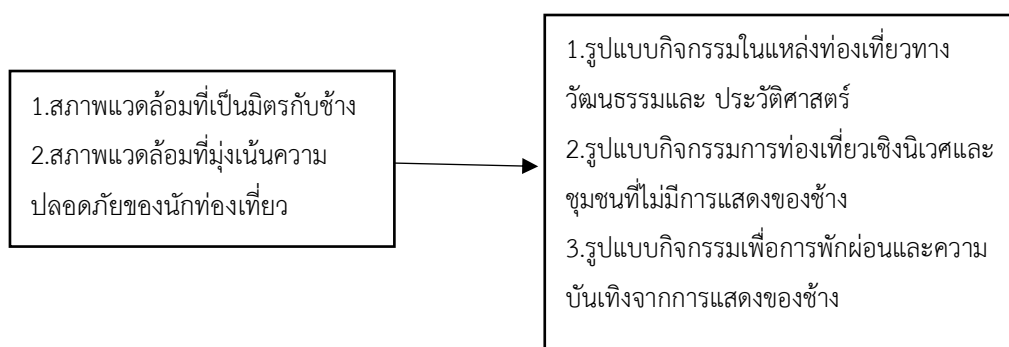 1.สภาพแวดล้อมที่เป็นมิตรกับช้าง
2.สภาพแวดล้อมที่มุ่งเน้นความ
ปลอดภัยของนักท่องเที่ยว
1.รูปแบบกิจกรรมในแหล่งท่องเที่ยวทาง
วัฒนธรรมและ ประวัติศาสตร์
2.รูปแบบกิจกรรมการท่องเที่ยวเชิงนิเวศและ
ชุมชนที่ไม่มีการแสดงของช้าง
3.รูปแบบกิจกรรมเพื่อการพักผ่อนและความ
บันเทิงจากการแสดงของช้าง